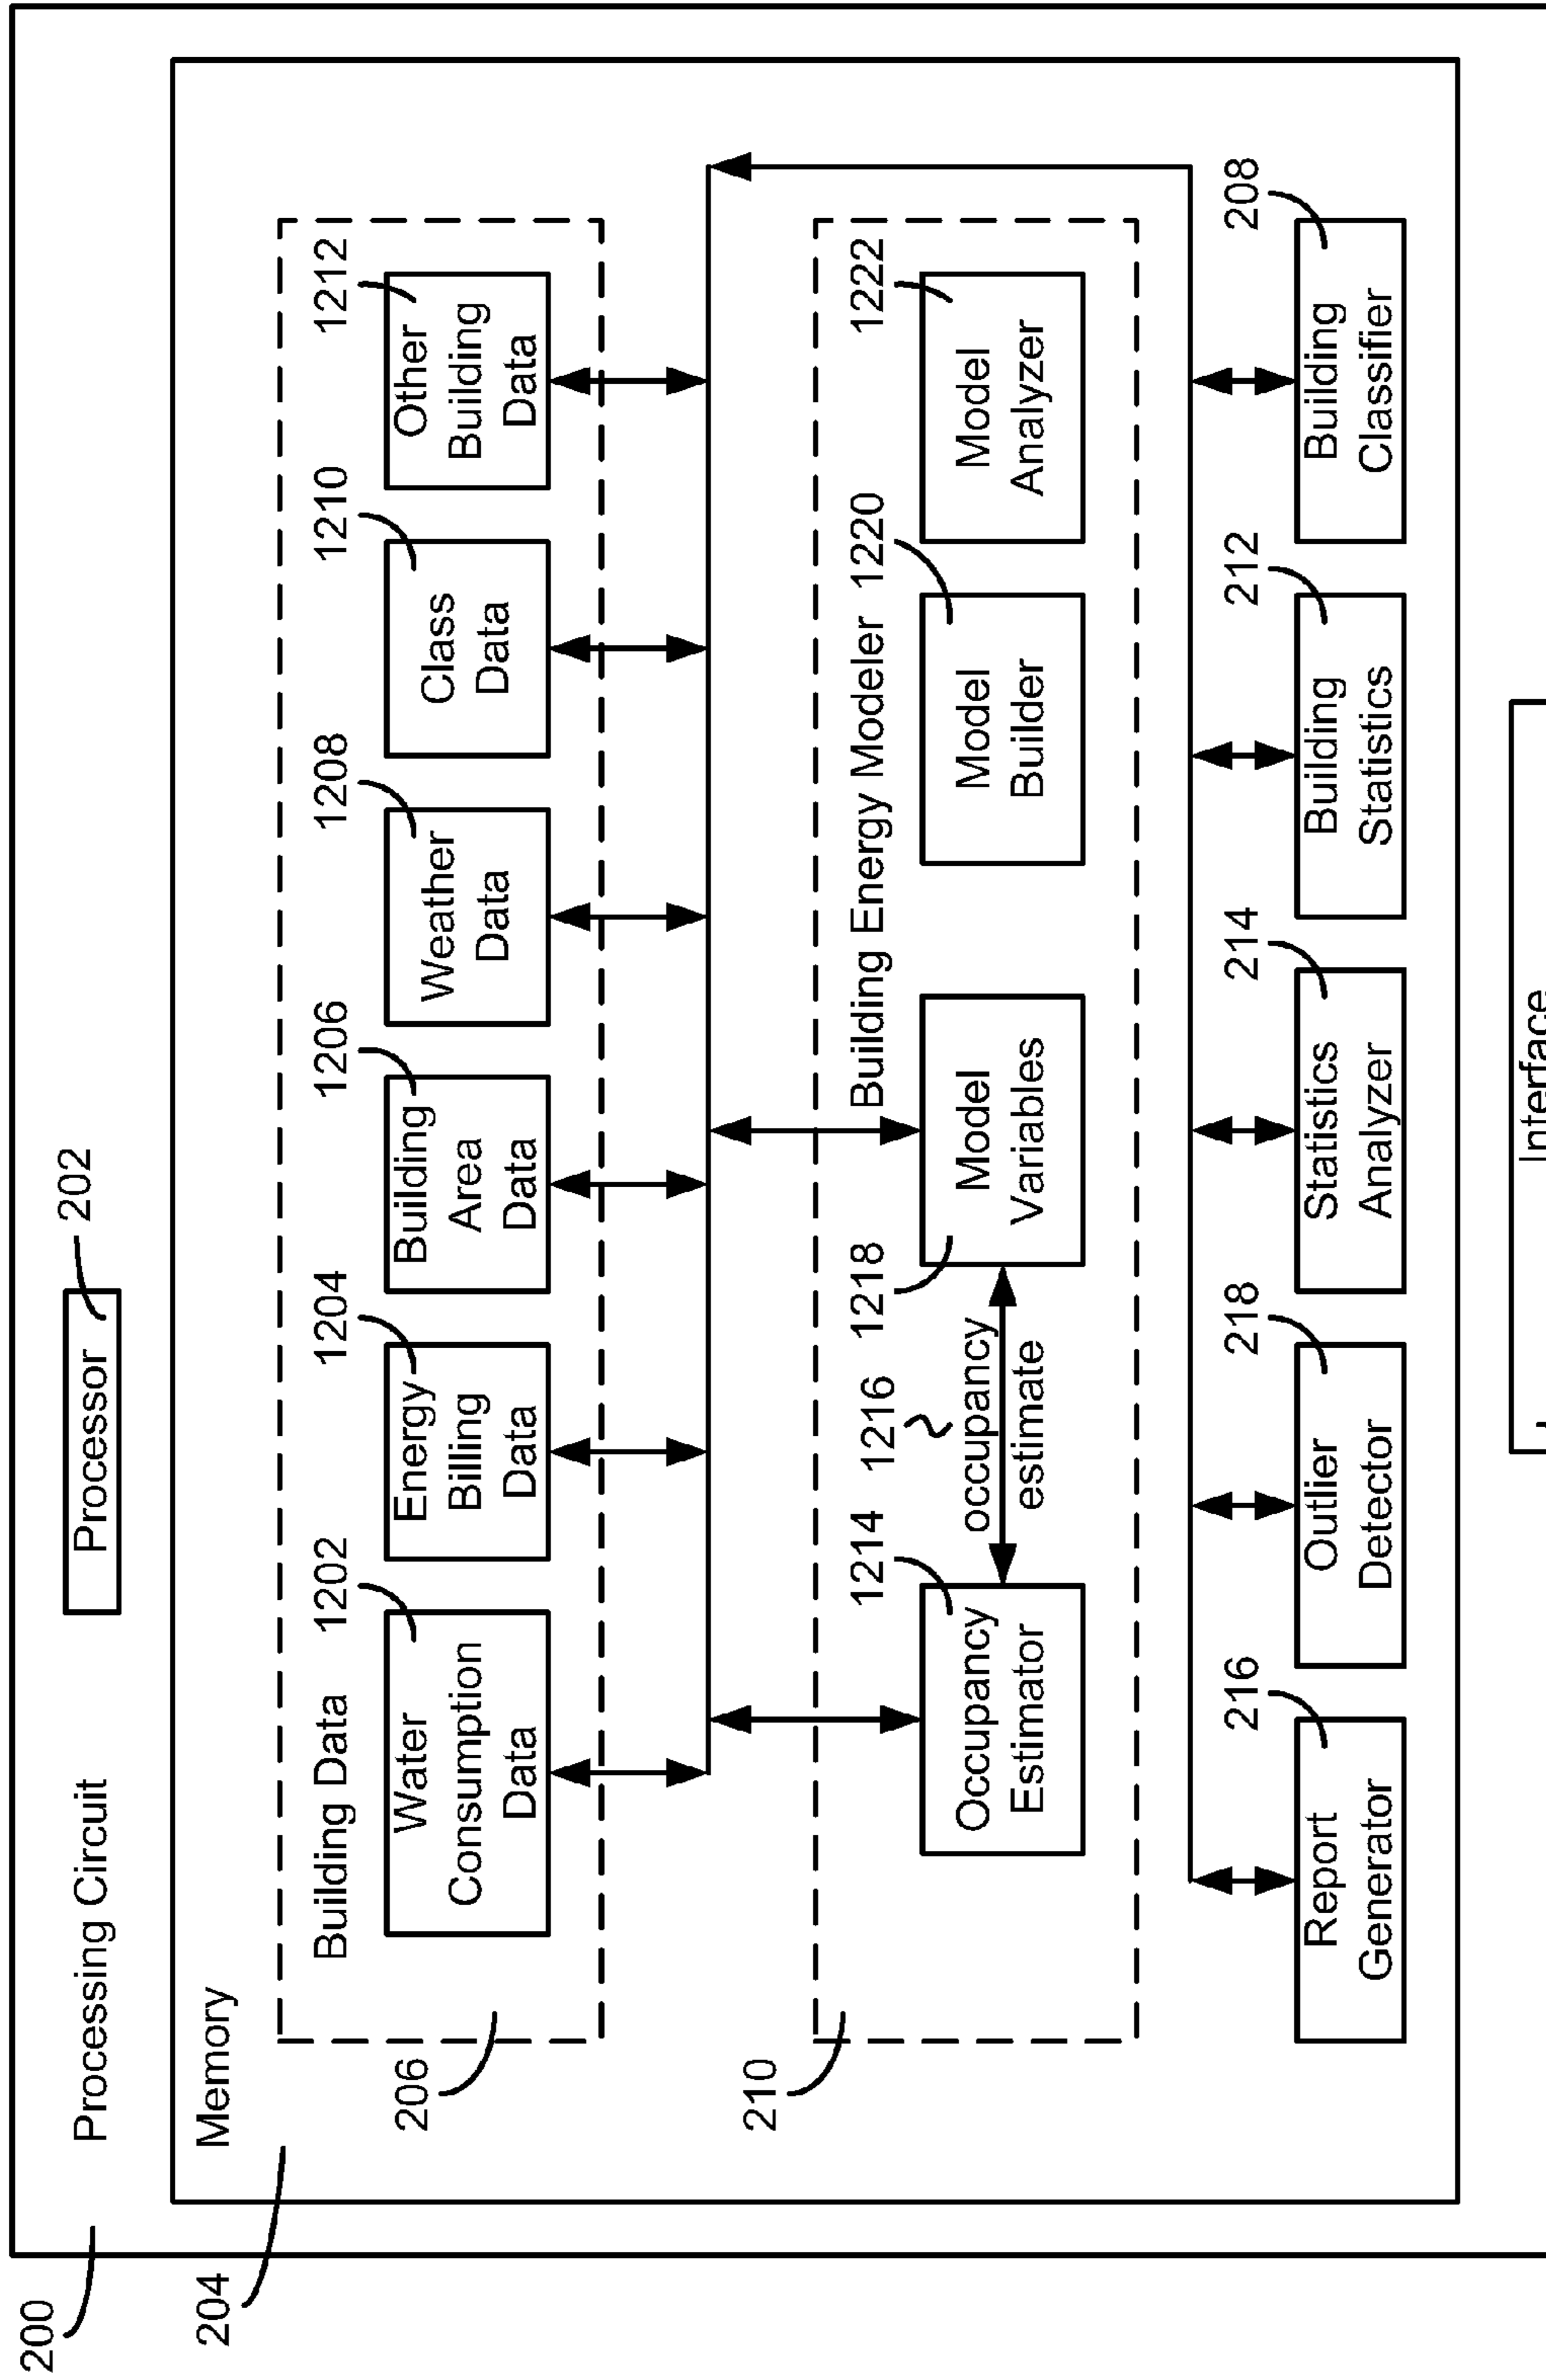 200
Processing Circuit
Processor
202
204
Memory
206
Building Data
1202
1204
1206
1208
1210
1212
Water
Consumption
Data
Energy
Billing
Data
Building
Area
Data
Weather
Data
Class
Data
Other
Building
Data
210
Building Energy Modeler
1214
1216
1218
1220
1222
Occupancy
Estimator
occupancy
estimate
Model
Variables
Model
Builder
Model
Analyzer
216
218
214
212
208
Report
Generator
Outlier
Detector
Statistics
Analyzer
Building
Statistics
Building
Classifier
Interface